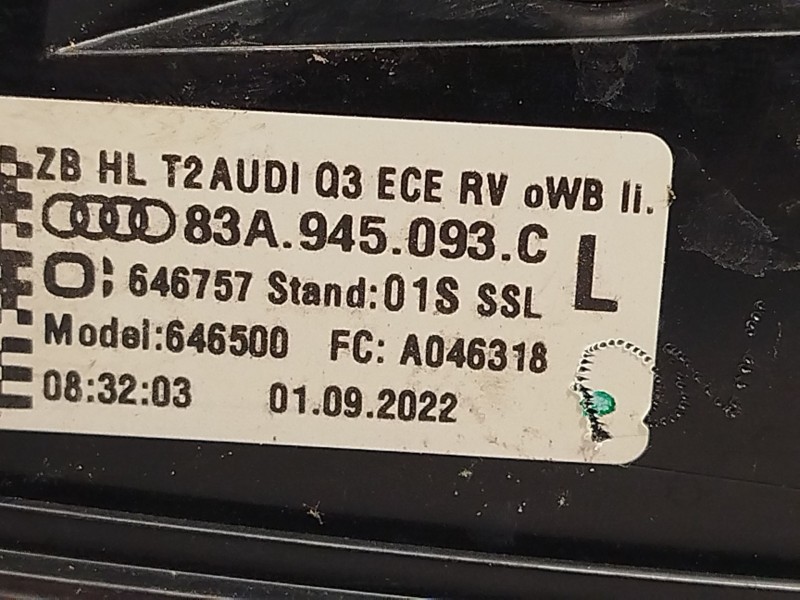 ZB HL T2AUDI Q3 ECE RV oWB li.
83A.945.093.C L
646757 Stand:01S SSL
Model:646500 FC: A046318
08:32:03 01.09.2022